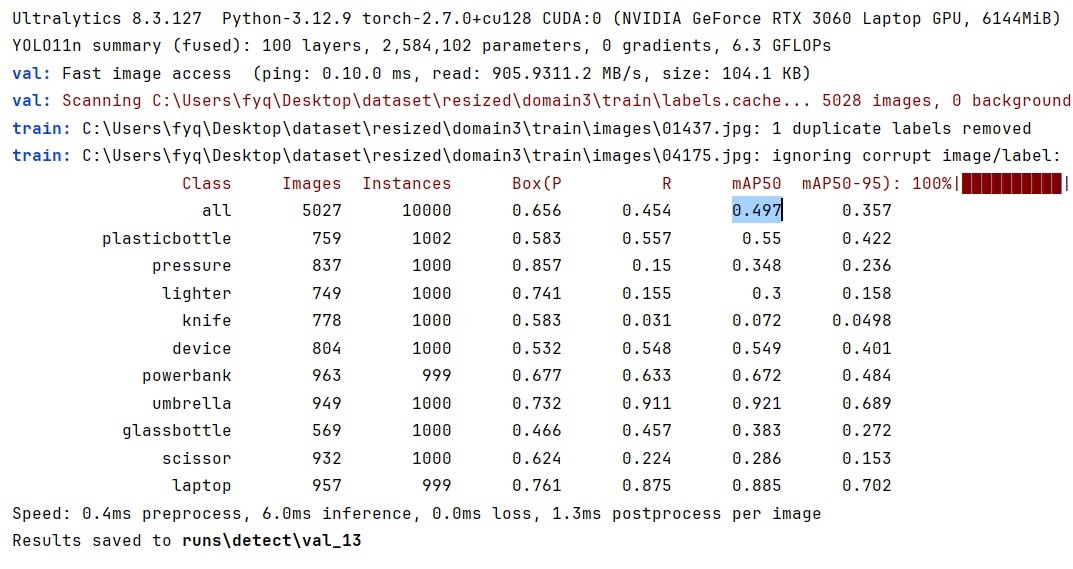 Ultralytics 8.3.127  Python-3.12.9 torch-2.7.0+cu128 CUDA:0 (NVIDIA GeForce RTX 3060 Laptop GPU, 6144MiB)
YOLO11n summary (fused): 100 layers, 2,584,102 parameters, 0 gradients, 6.3 GFLOPs
val: Fast image access  (ping: 0.10.0 ms, read: 905.9311.2 MB/s, size: 104.1 KB)
val: Scanning C:\Users\fyq\Desktop\dataset\resized\domain3\train\labels.cache... 5028 images, 0 background
train: C:\Users\fyq\Desktop\dataset\resized\domain3\train\images\01437.jpg: 1 duplicate labels removed
train: C:\Users\fyq\Desktop\dataset\resized\domain3\train\images\04175.jpg: ignoring corrupt image/label:
Class Images Instances Box(P R mAP50 mAP50-95): 100%|██████████|
all 5027 10000 0.656 0.454 0.497 0.357
plasticbottle 759 1002 0.583 0.557 0.55 0.422
pressure 837 1000 0.857 0.15 0.348 0.236
lighter 749 1000 0.741 0.155 0.3 0.158
knife 778 1000 0.583 0.031 0.072 0.0498
device 804 1000 0.532 0.548 0.549 0.401
powerbank 963 999 0.677 0.633 0.672 0.484
umbrella 949 1000 0.732 0.911 0.921 0.689
glassbottle 569 1000 0.466 0.457 0.383 0.272
scissor 932 1000 0.624 0.224 0.286 0.153
laptop 957 999 0.761 0.875 0.885 0.702
Speed: 0.4ms preprocess, 6.0ms inference, 0.0ms loss, 1.3ms postprocess per image
Results saved to runs\detect\val_13